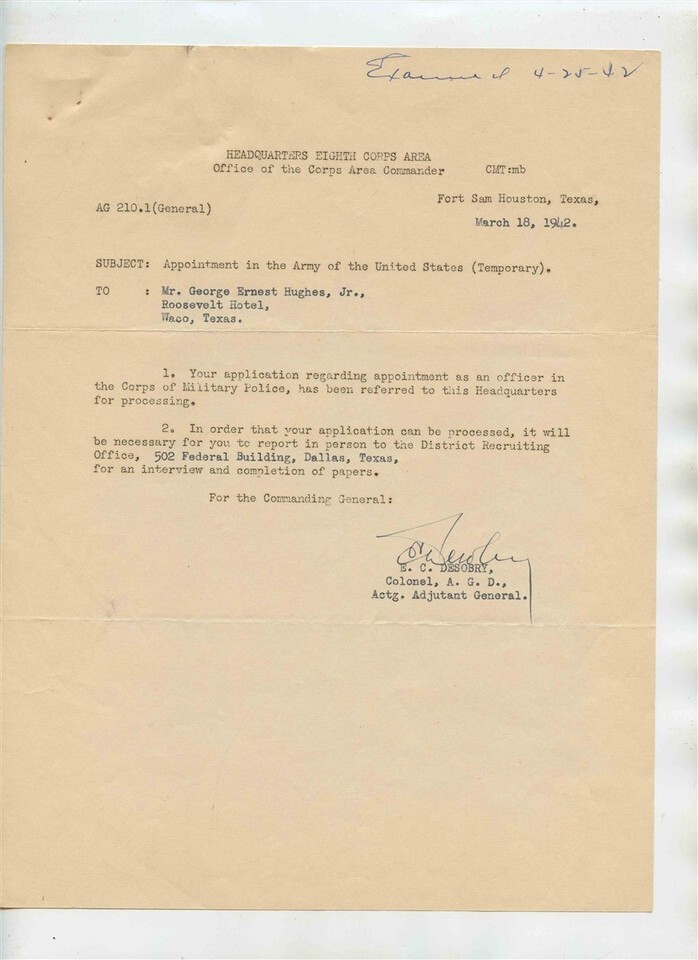 Examined 4-25-42
HEADQUARTERS EIGHTH CORPS AREA
Office of the Corps Area Commander CMT:mb
Fort Sam Houston, Texas,
AG 210.1(General)
March 18, 1942.
SUBJECT: Appointment in the Army of the United States (Temporary).
TO : Mr. George Ernest Hughes, Jr.,
Roosevelt Hotel,
Waco, Texas.
1. Your application regarding appointment as an officer in
the Corps of Military Police, has been referred to this Headquarters
for processing.
2. In order that your application can be processed, it will
be necessary for you to report in person to the District Recruiting
Office, 502 Federal Building, Dallas, Texas,
for an interview and completion of papers.
For the Commanding General:
E C Desobry
E. C. DESOBRY,
Colonel, A. G. D.,
Actg. Adjutant General.